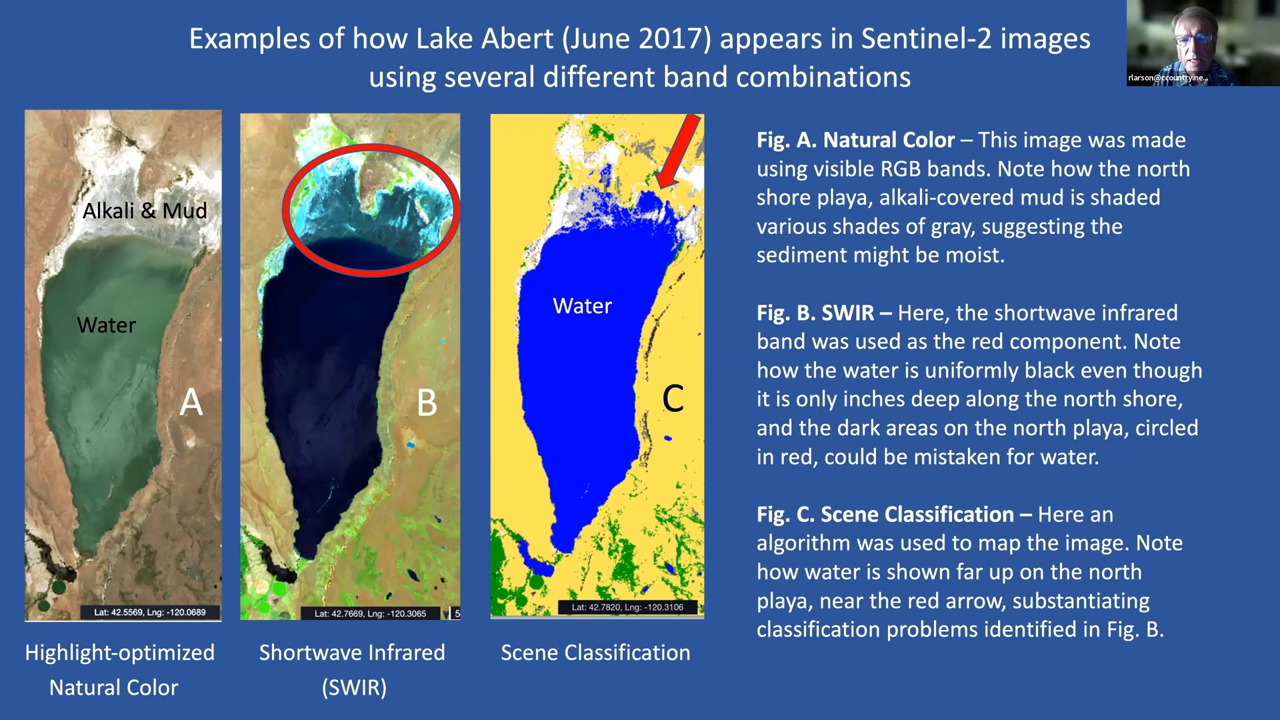 Examples of how Lake Abert (June 2017) appears in Sentinel-2 images
using several different band combinations
rlarson@ccountry.ne...
Alkali & Mud
Water
A
Lat: 42.5569, Lng: -120.0689
Highlight-optimized
Natural Color
B
Lat: 42.7669, Lng: -120.3065
5
Shortwave Infrared
(SWIR)
Water
C
Lat: 42.7820, Lng: -120.3106
Scene Classification
Fig. A. Natural Color – This image was made
using visible RGB bands. Note how the north
shore playa, alkali-covered mud is shaded
various shades of gray, suggesting the
sediment might be moist.
Fig. B. SWIR – Here, the shortwave infrared
band was used as the red component. Note
how the water is uniformly black even though
it is only inches deep along the north shore,
and the dark areas on the north playa, circled
in red, could be mistaken for water.
Fig. C. Scene Classification – Here an
algorithm was used to map the image. Note
how water is shown far up on the north
playa, near the red arrow, substantiating
classification problems identified in Fig. B.